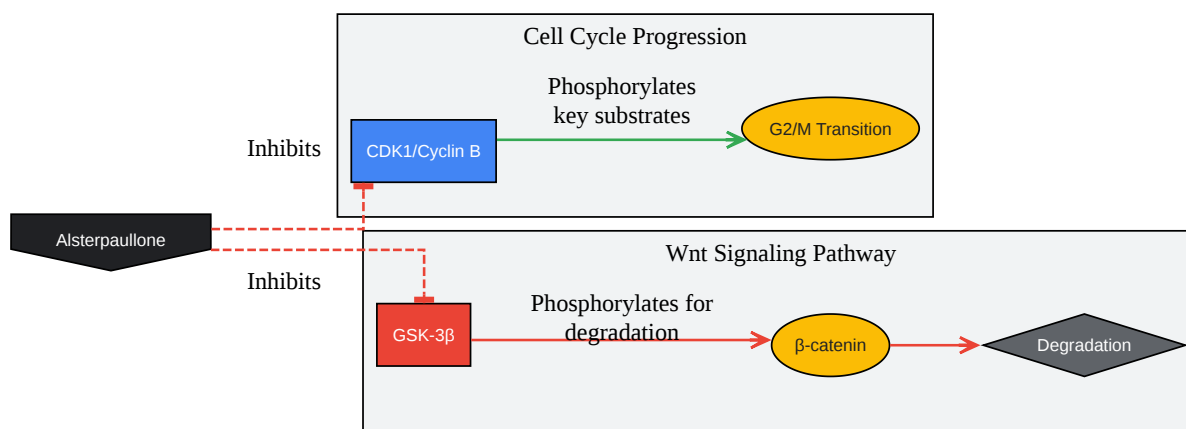 Cell Cycle Progression
Phosphorylates
key substrates
G2/M Transition
Inhibits
CDK1/Cyclin B
Alsterpaullone
Wnt Signaling Pathway
Inhibits
Phosphorylates for
degradation
GSK-3β
β-catenin
Degradation